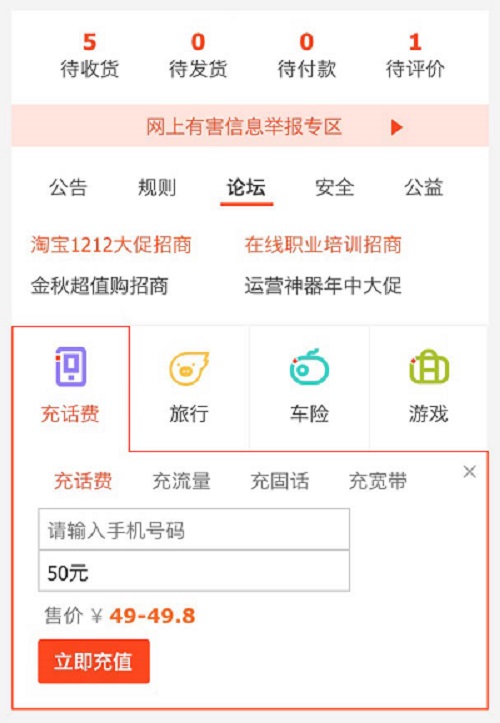 5 0 0 1
待收货 待发货 待付款 待评价
网上有害信息举报专区
公告 规则 论坛 安全 公益
淘宝1212大促招商 在线职业培训招商
金秋超值购招商 运营神器年中大促
充话费 旅行 车险 游戏
充话费 充流量 充固话 充宽带
请输入手机号码
50元
售价 ¥ 49-49.8
立即充值